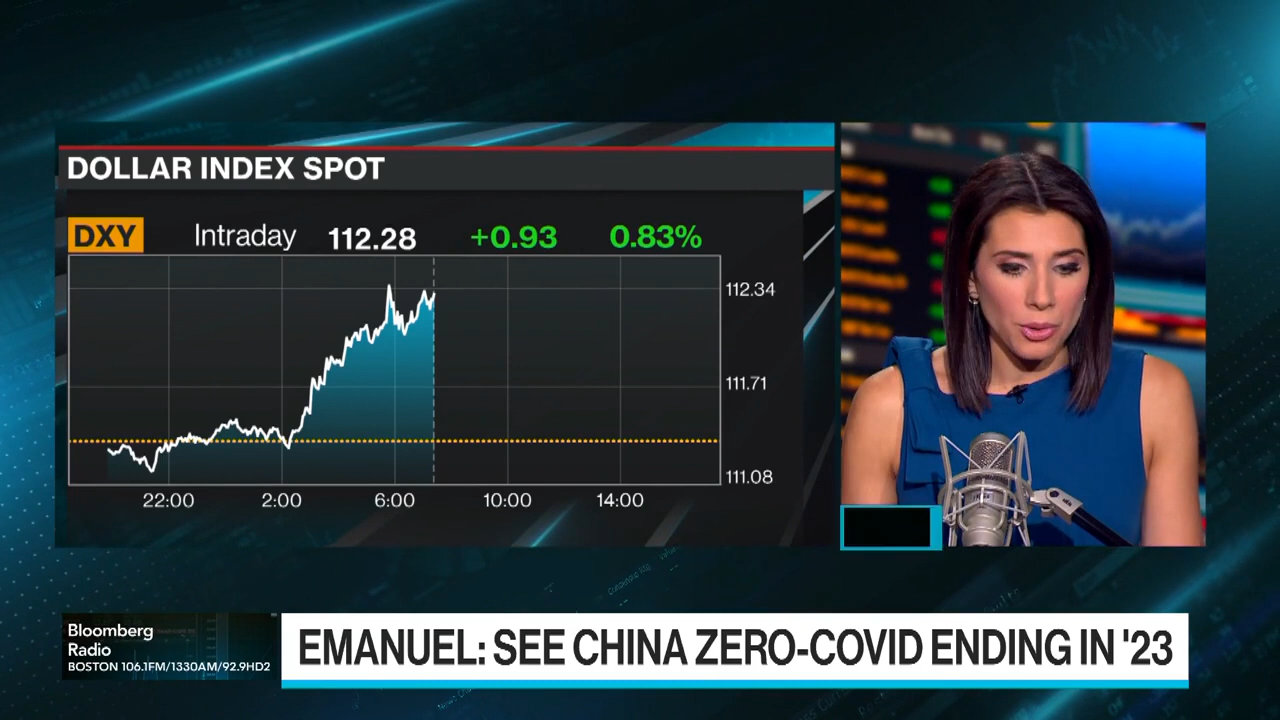 DOLLAR INDEX SPOT
DXY Intraday 112.28 +0.93 0.83%
112.34
111.71
111.08
22:00 2:00 6:00 10:00 14:00
Bloomberg
Radio
BOSTON 106.1FM/1330AM/92.9HD2
EMANUEL: SEE CHINA ZERO-COVID ENDING IN '23